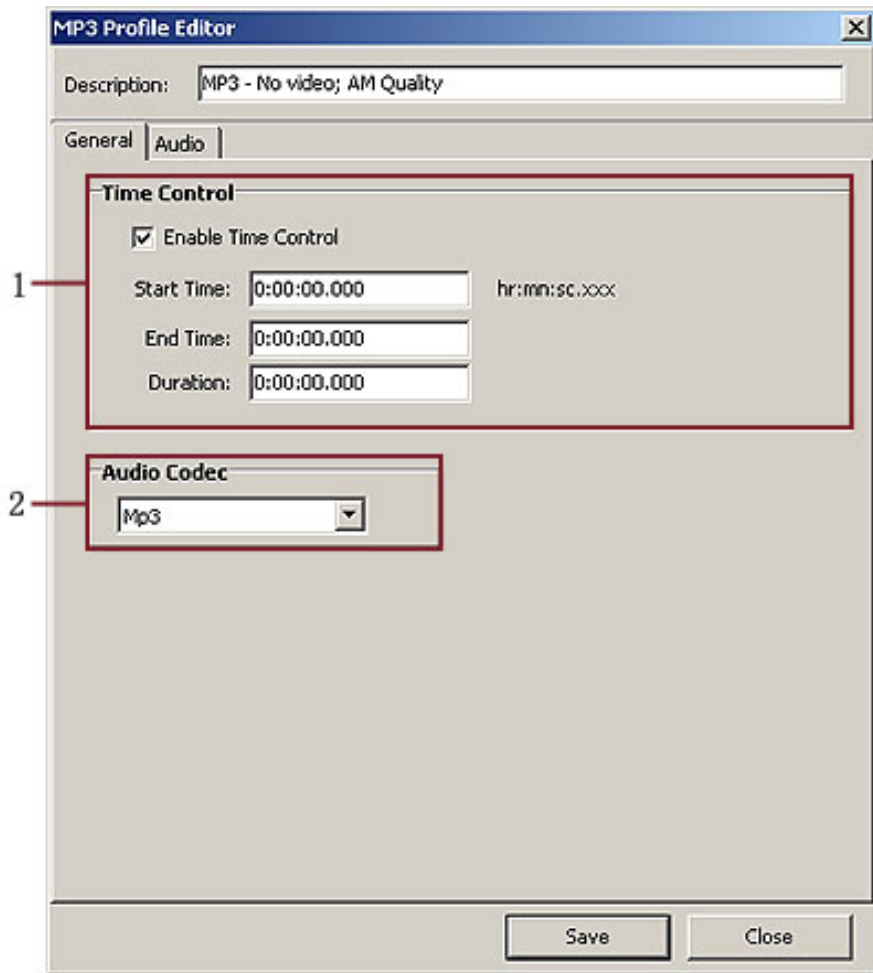 MP3 Profile Editor
Description: MP3 - No video; AM Quality
General Audio
Time Control
Enable Time Control
1
Start Time: 0:00:00.000 hr:mn:sc.xxx
End Time: 0:00:00.000
Duration: 0:00:00.000
Audio Codec
2
Mp3
Save Close